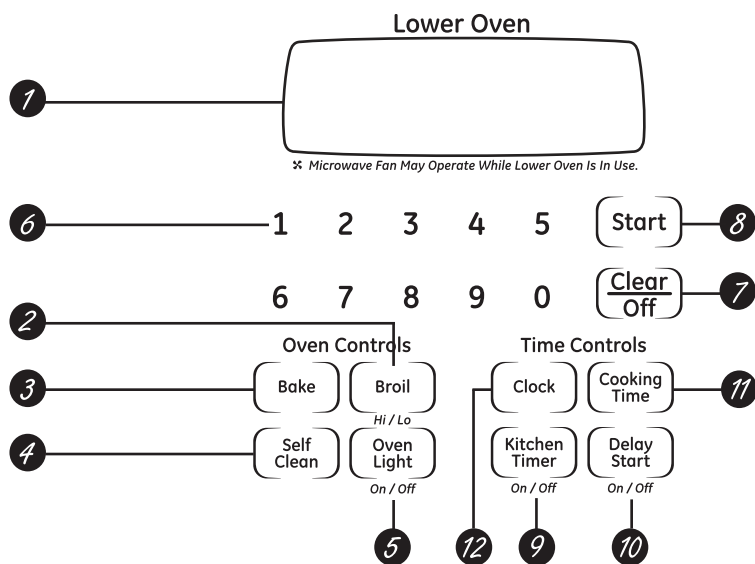 Lower Oven
1
Microwave Fan May Operate While Lower Oven Is In Use.
6 1 2 3 4 5 Start 8
6 7 8 9 0 Clear
Off 7
2
Oven Controls Time Controls
3 Bake Broil Clock Cooking
Time 11
Hi / Lo
4 Self
Clean Oven
Light Kitchen
Timer Delay
Start
On / Off On / Off On / Off
5 12 9 10